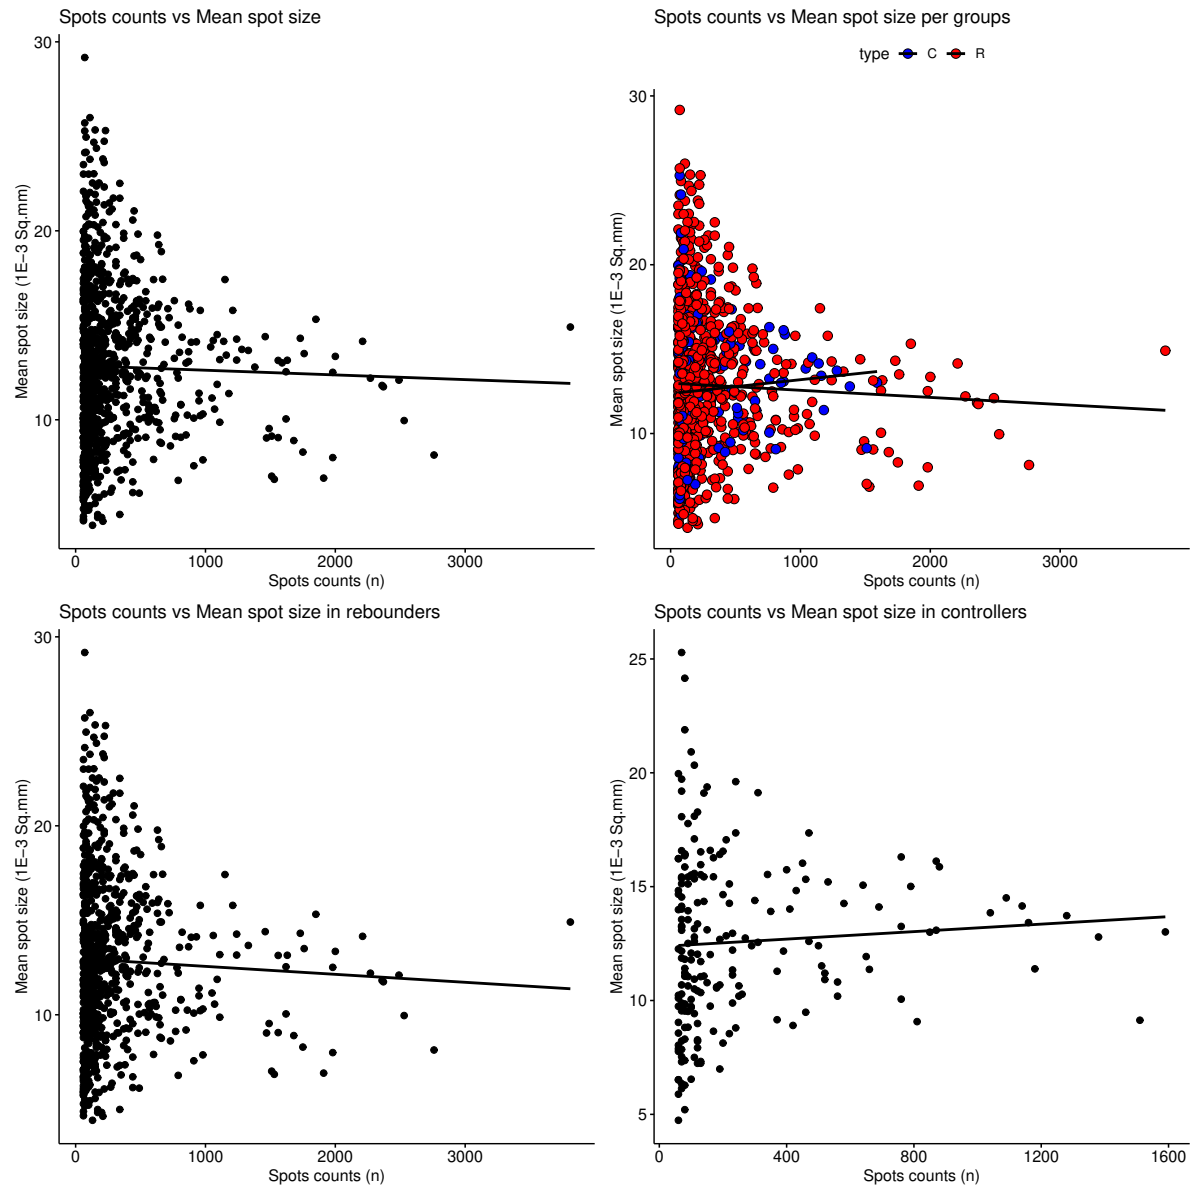 Spots counts vs Mean spot size
30
20
10
0
1000
2000
3000
Mean spot size (1E−3 Sq.mm)
Spots counts (n)
Spots counts vs Mean spot size per groups
type C R
30
20
10
0
1000
2000
3000
Mean spot size (1E−3 Sq.mm)
Spots counts (n)
Spots counts vs Mean spot size in rebounders
30
20
10
0
1000
2000
3000
Mean spot size (1E−3 Sq.mm)
Spots counts (n)
Spots counts vs Mean spot size in controllers
25
20
15
10
5
0
400
800
1200
1600
Mean spot size (1E−3 Sq.mm)
Spots counts (n)